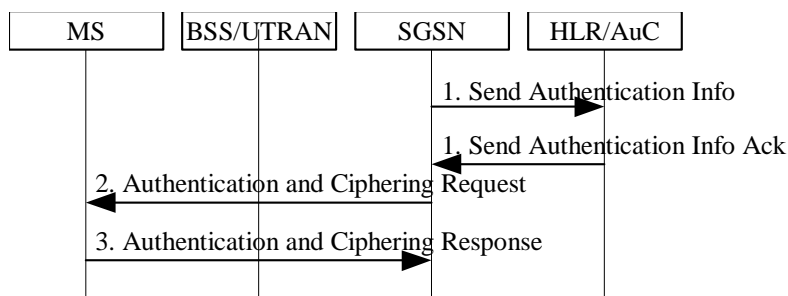 MS BSS/UTRAN SGSN HLR/AuC
1. Send Authentication Info
1. Send Authentication Info Ack
2. Authentication and Ciphering Request
3. Authentication and Ciphering Response